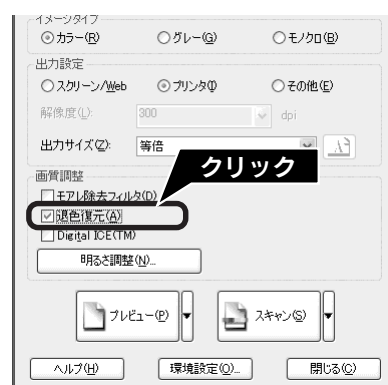 イメージタイプ
カラー(R) グレー(G) モノクロ(B)
出力設定
スクリーン/Web プリンタ(I) その他(E)
解像度(L): 300 dpi
出力サイズ(Z): 等倍
クリック
画質調整
モアレ除去フィルタ(D)
退色復元(A)
Digital ICE(TM)
明るさ調整(N)...
プレビュー(P) スキャン(S)
ヘルプ(H) 環境設定(O)... 閉じる(C)